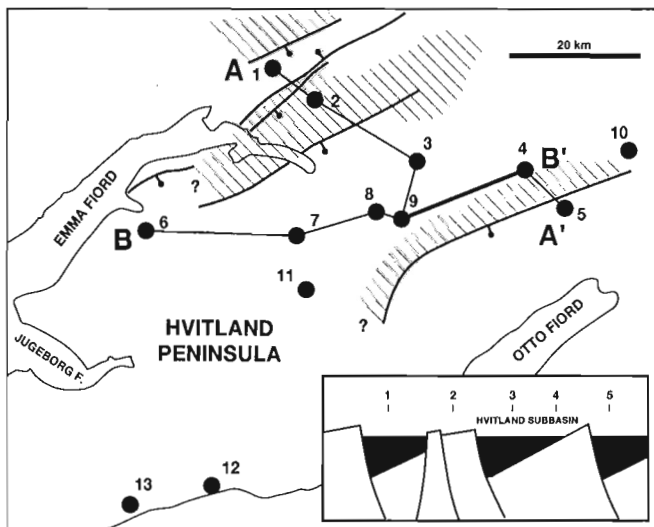 A 1
20 km
2
3
4
10
B'
?
EMMA FIORD
8
9
5
B 6
7
A'
11
?
HVITLAND
PENINSULA
OTTO FIORD
JUGEBORG F.
1 2 3 4 5
HVITLAND SUBBASIN
12
13